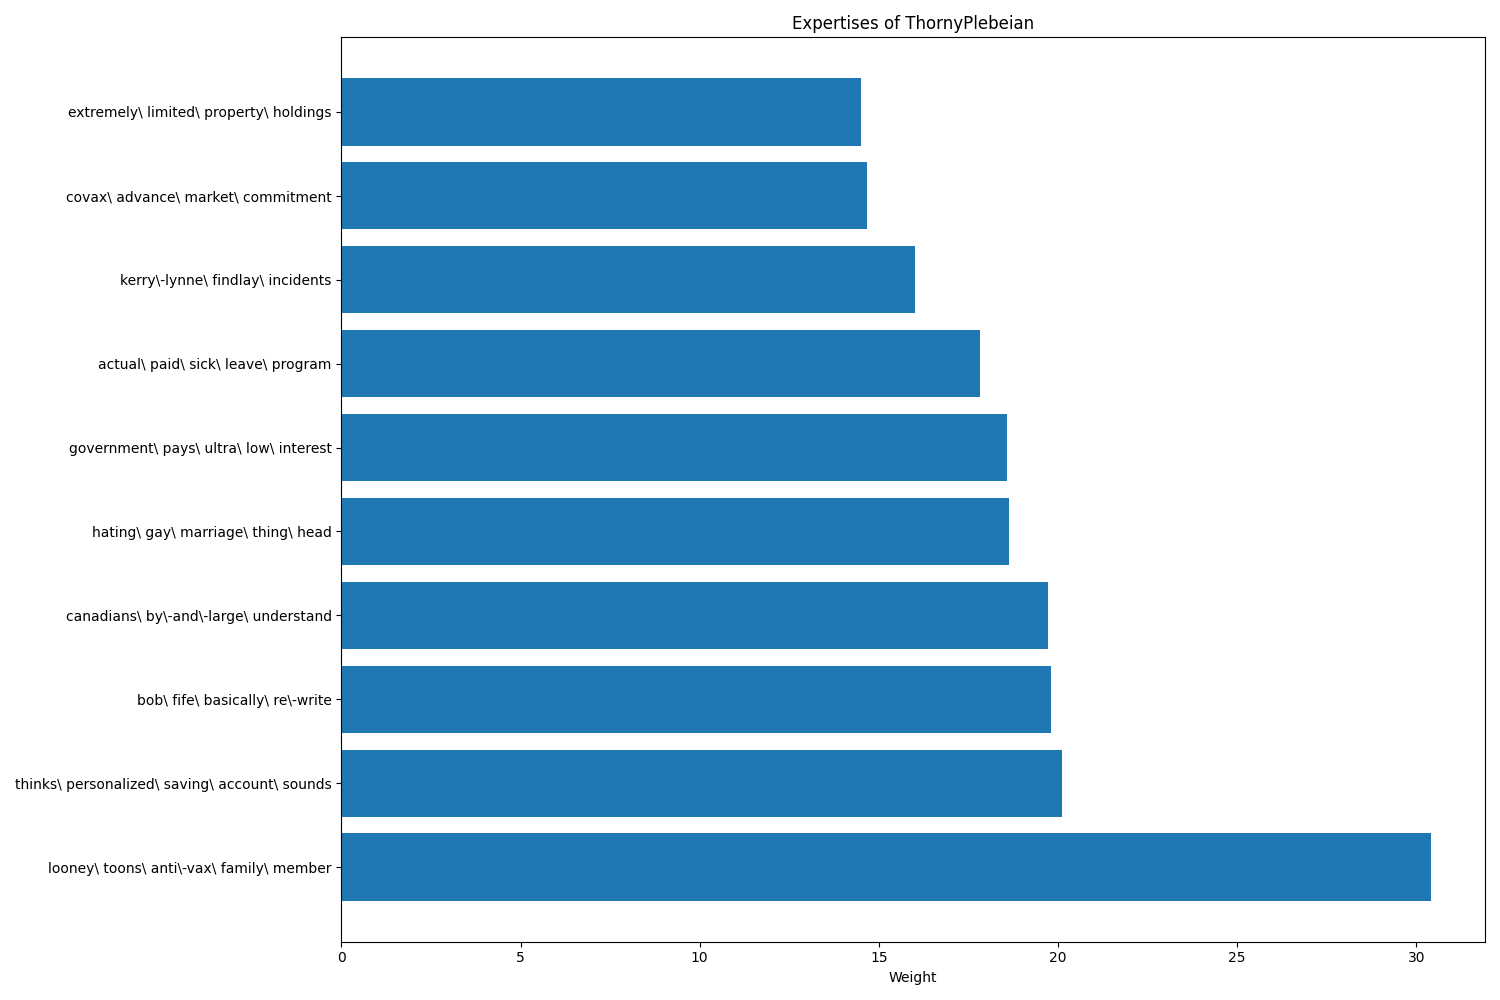 Expertises of ThornyPlebeian
extremely\ limited\ property\ holdings
covax\ advance\ market\ commitment
kerry\-lynne\ findlay\ incidents
actual\ paid\ sick\ leave\ program
government\ pays\ ultra\ low\ interest
hating\ gay\ marriage\ thing\ head
canadians\ by\-and\-large\ understand
bob\ fife\ basically\ re\-write
thinks\ personalized\ saving\ account\ sounds
looney\ toons\ anti\-vax\ family\ member
0 5 10 15 20 25 30
Weight